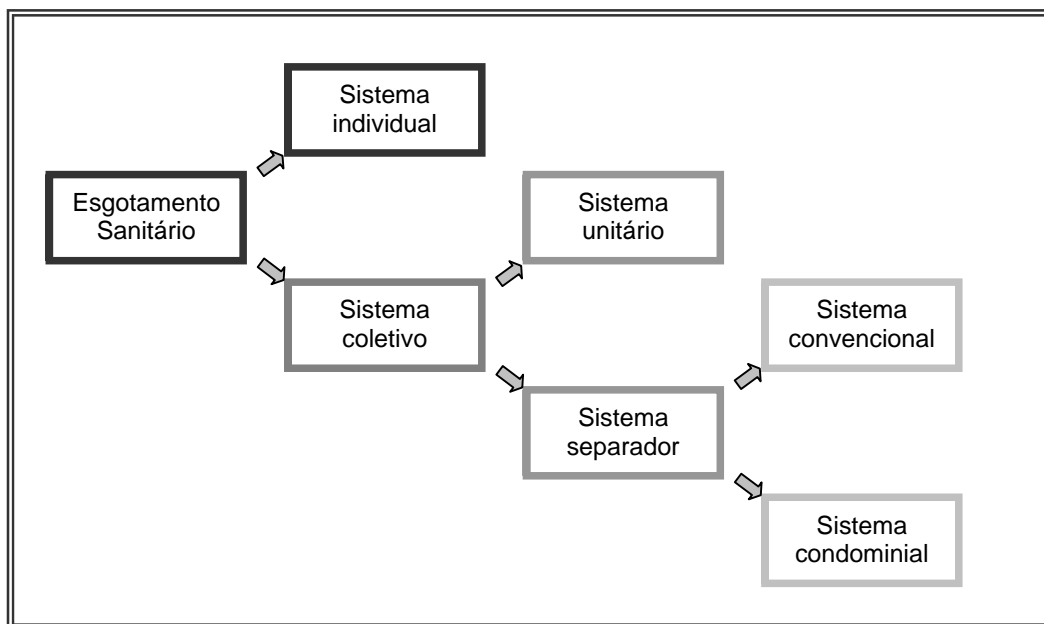 Sistema
individual
Esgotamento
Sanitário
Sistema
unitário
Sistema
coletivo
Sistema
convencional
Sistema
separador
Sistema
condominial